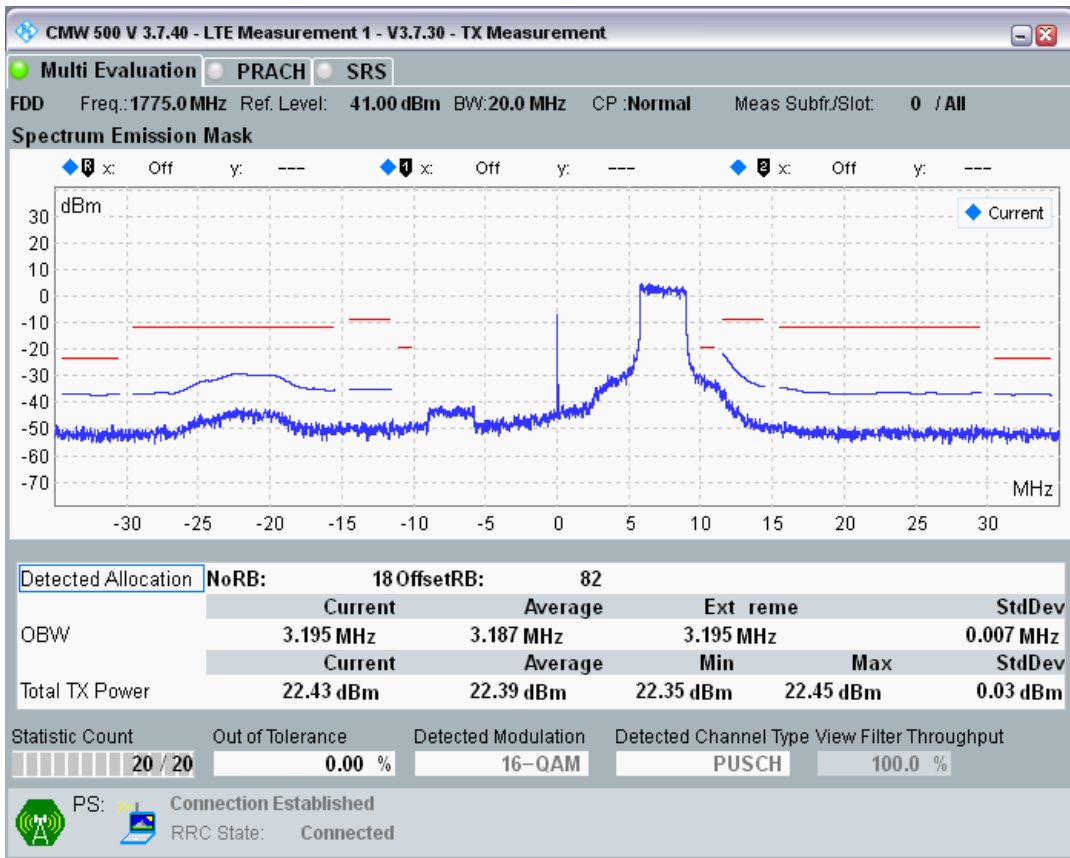 CMW 500 V 3.7.40 - LTE Measurement 1 - V3.7.30 - TX Measurement
Multi Evaluation PRACH SRS
FDD Freq.: 1775.0 MHz Ref. Level: 41.00 dBm BW: 20.0 MHz CP : Normal Meas Subfr./Slot: 0 / All
Spectrum Emission Mask
R x: Off y: --- 1 x: Off y: --- 2 x: Off y: ---
dBm
Current
30
20
10
0
-10
-20
-30
-40
-50
-60
-70
MHz
-30 -25 -20 -15 -10 -5 0 5 10 15 20 25 30
Detected Allocation NoRB: 18 OffsetRB: 82
Current Average Ext reme StdDev
OBW 3.195 MHz 3.187 MHz 3.195 MHz 0.007 MHz
Current Average Min Max StdDev
Total TX Power 22.43 dBm 22.39 dBm 22.35 dBm 22.45 dBm 0.03 dBm
Statistic Count Out of Tolerance Detected Modulation Detected Channel Type View Filter Throughput
20 / 20 0.00 % 16-QAM PUSCH 100.0 %
PS: Connection Established
RRC State: Connected